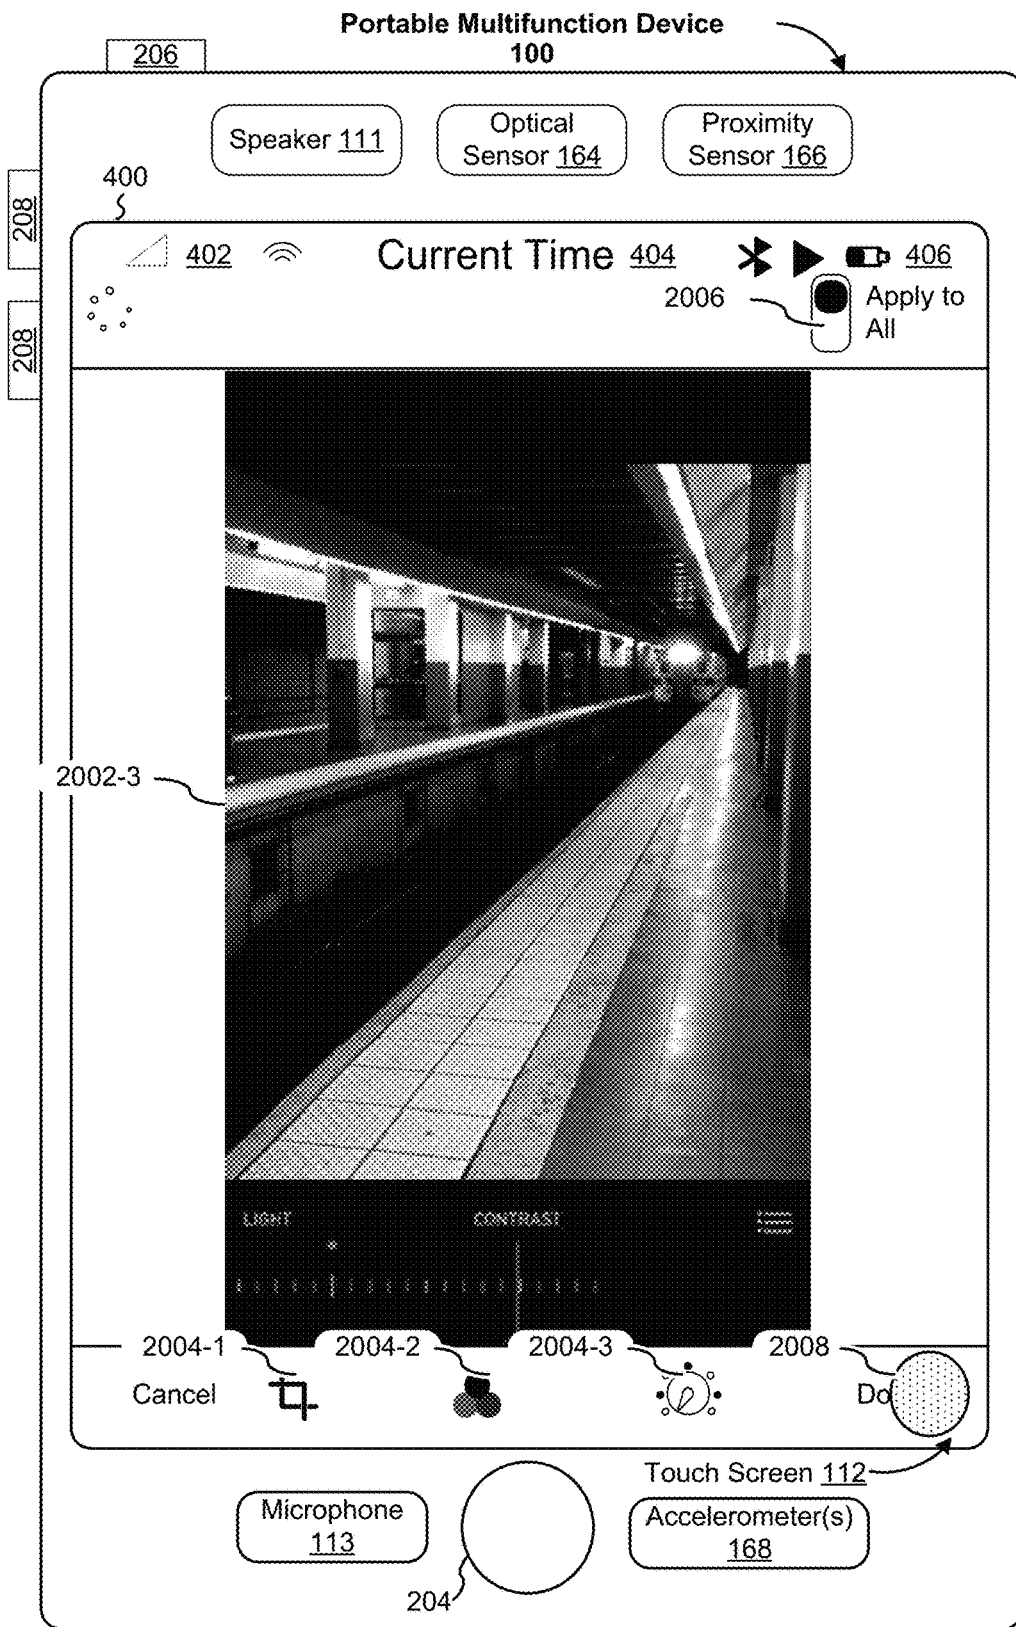 Portable Multifunction Device
100
206
Speaker 111
Optical
Sensor 164
Proximity
Sensor 166
208
208
400
402
Current Time 404
406
2006
Apply to
All
2002-3
LIGHT
CONTRAST
2004-1
2004-2
2004-3
2008
Cancel
Do
Touch Screen 112
Microphone
113
Accelerometer(s)
168
204